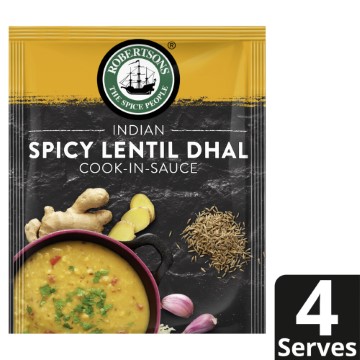 ROBERTSONS
®
THE SPICE PEOPLE
INDIAN
SPICY LENTIL DHAL
COOK-IN-SAUCE
4
Serves